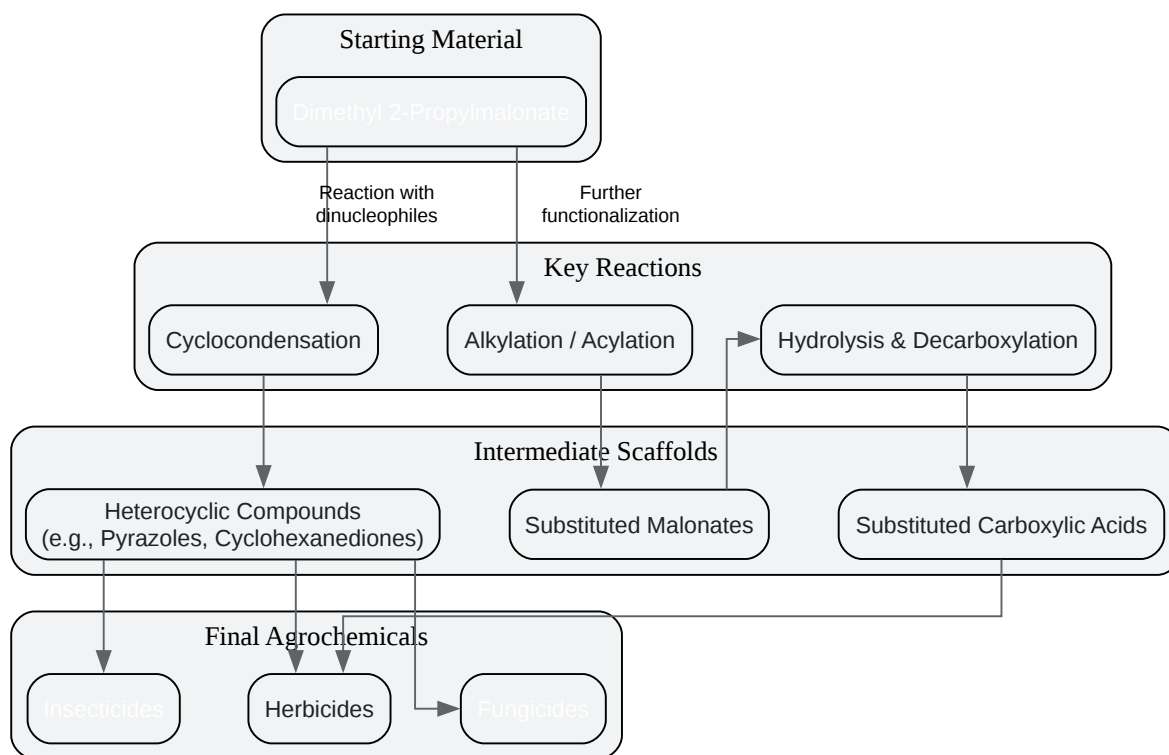 Starting Material
Dimethyl 2-Propylmalonate
Reaction with
dinucleophiles
Further
functionalization
Key Reactions
Cyclocondensation
Alkylation / Acylation
Hydrolysis & Decarboxylation
Intermediate Scaffolds
Heterocyclic Compounds
(e.g., Pyrazoles, Cyclohexanediones)
Substituted Malonates
Substituted Carboxylic Acids
Final Agrochemicals
Insecticides
Herbicides
Fungicides